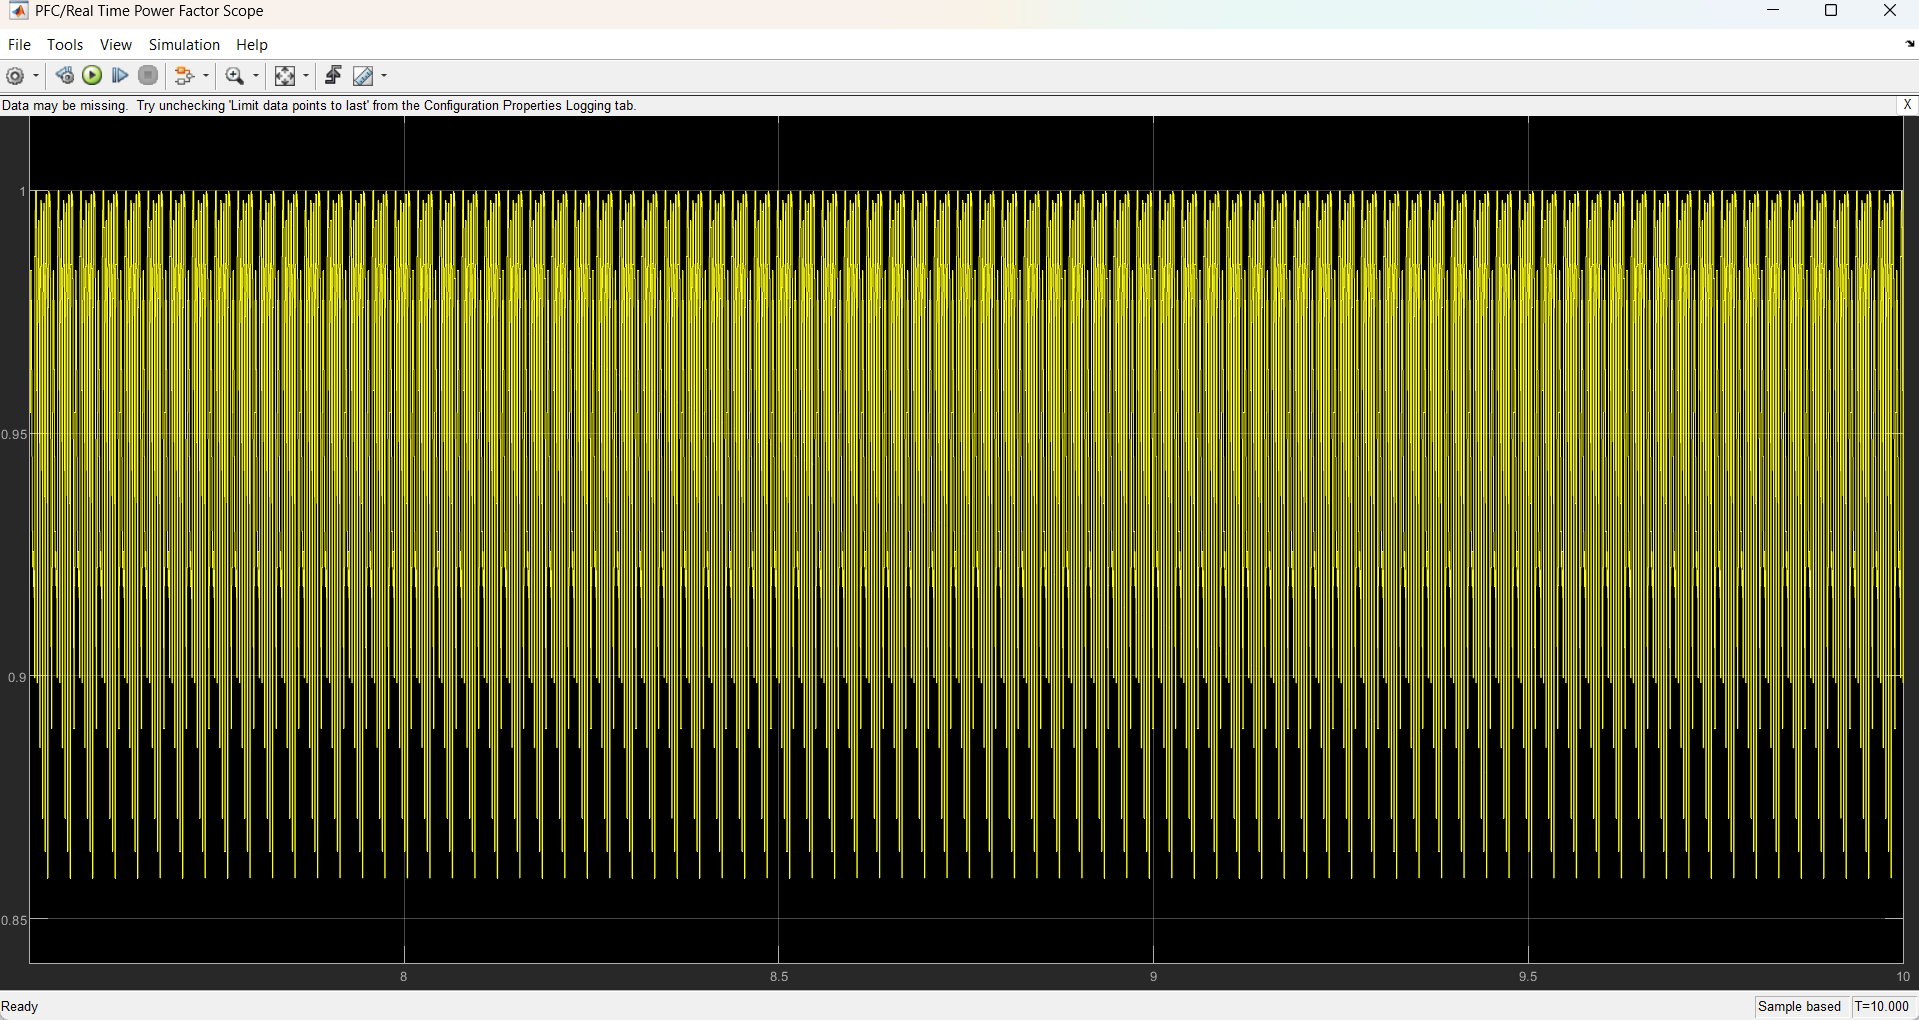 PFC/Real Time Power Factor Scope
File Tools View Simulation Help
Data may be missing. Try unchecking 'Limit data points to last' from the Configuration Properties Logging tab. X
1
0.95
0.9
0.85
8 8.5 9 9.5 10
Ready Sample based T=10.000